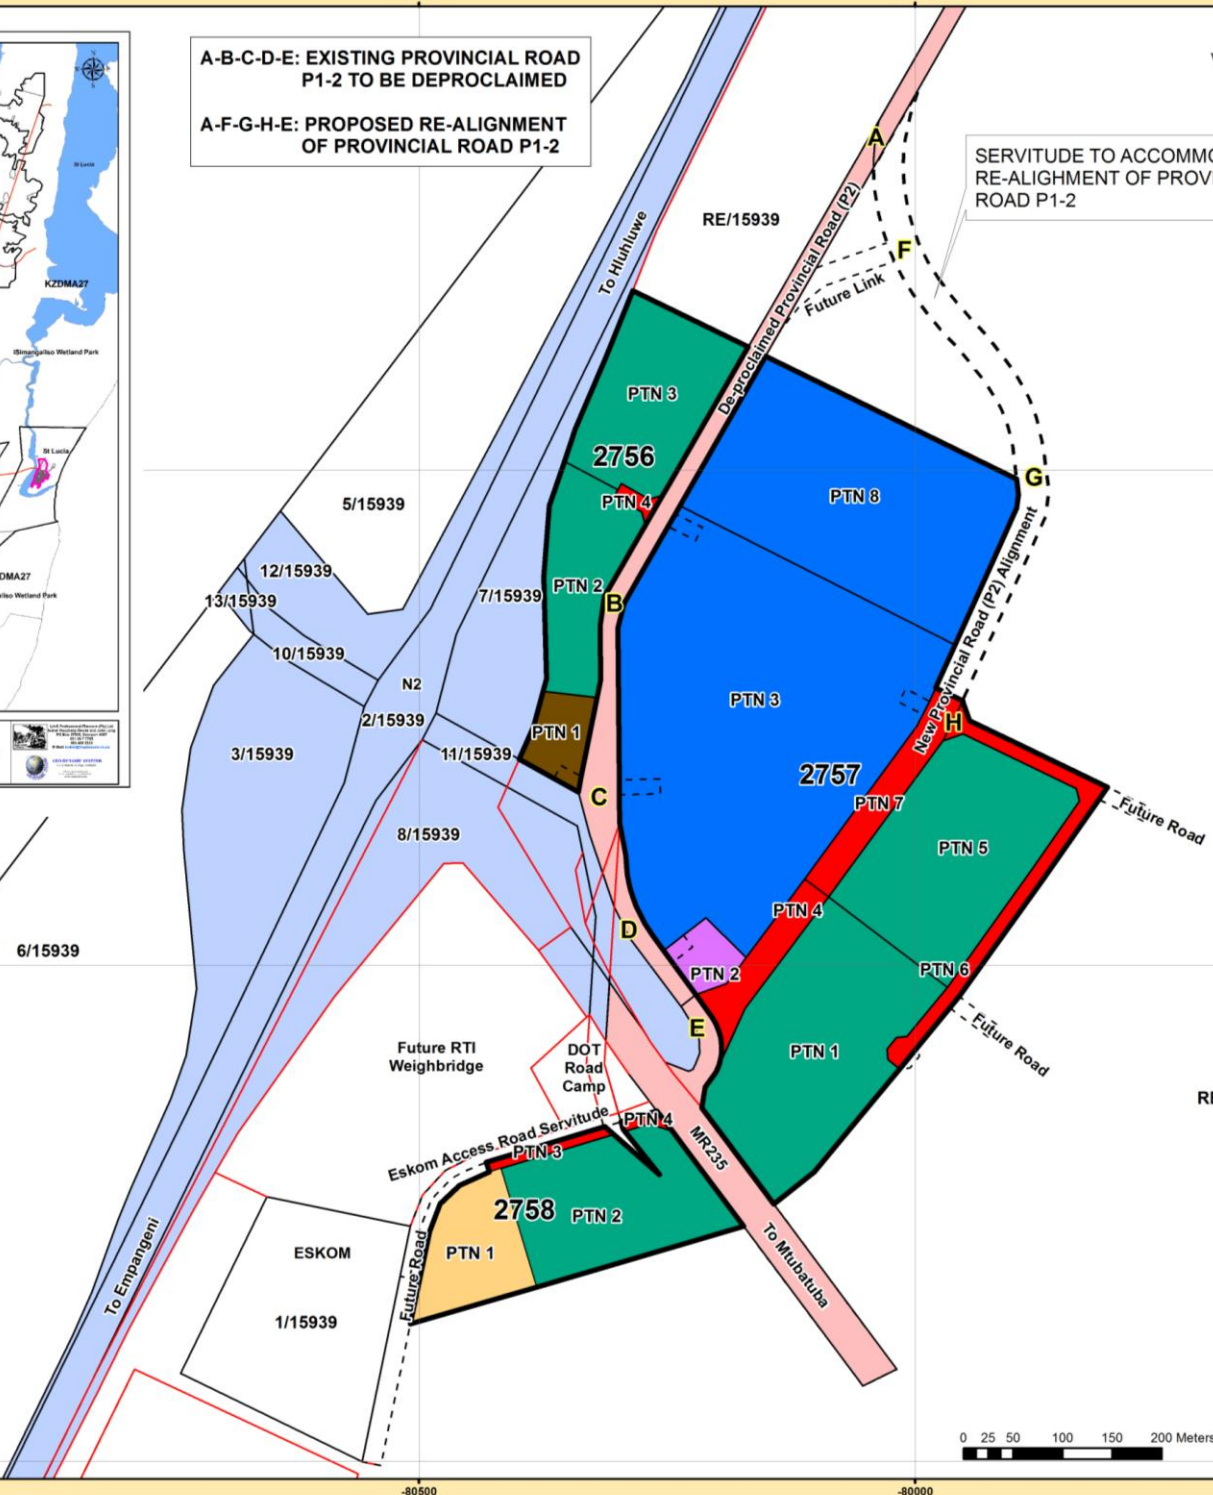 A-B-C-D-E: EXISTING PROVINCIAL ROAD
P1-2 TO BE DEPROCLAIMED
A-F-G-H-E: PROPOSED RE-ALIGNMENT
OF PROVINCIAL ROAD P1-2
SERVITUDE TO ACCOMMO
RE-ALIGHMENT OF PROVI
ROAD P1-2
St Lucia
KZDMA27
iSimangaliso Wetland Park
St Lucia
DMA27
aliso Wetland Park
A
RE/15939
To Hluhluwe
De-proclaimed Provincial Road (P2)
F
Future Link
PTN 3
2756
PTN 4
PTN 8
G
5/15939
12/15939
13/15939
7/15939
PTN 2
B
New Provincial Road (P2) Alignment
10/15939
N2
2/15939
PTN 3
PTN 1
H
3/15939
11/15939
2757
C
PTN 7
Future Road
8/15939
PTN 5
PTN 4
D
6/15939
PTN 2
PTN 6
E
Future Road
Future RTI
Weighbridge
DOT
Road
Camp
PTN 1
RE
Eskom Access Road Servitude
PTN 4
PTN 3
MR235
2758
PTN 2
PTN 1
ESKOM
Future Road
To Empangeni
To Mtubatuba
1/15939
0 25 50 100 150 200 Meters
-80500
-80000